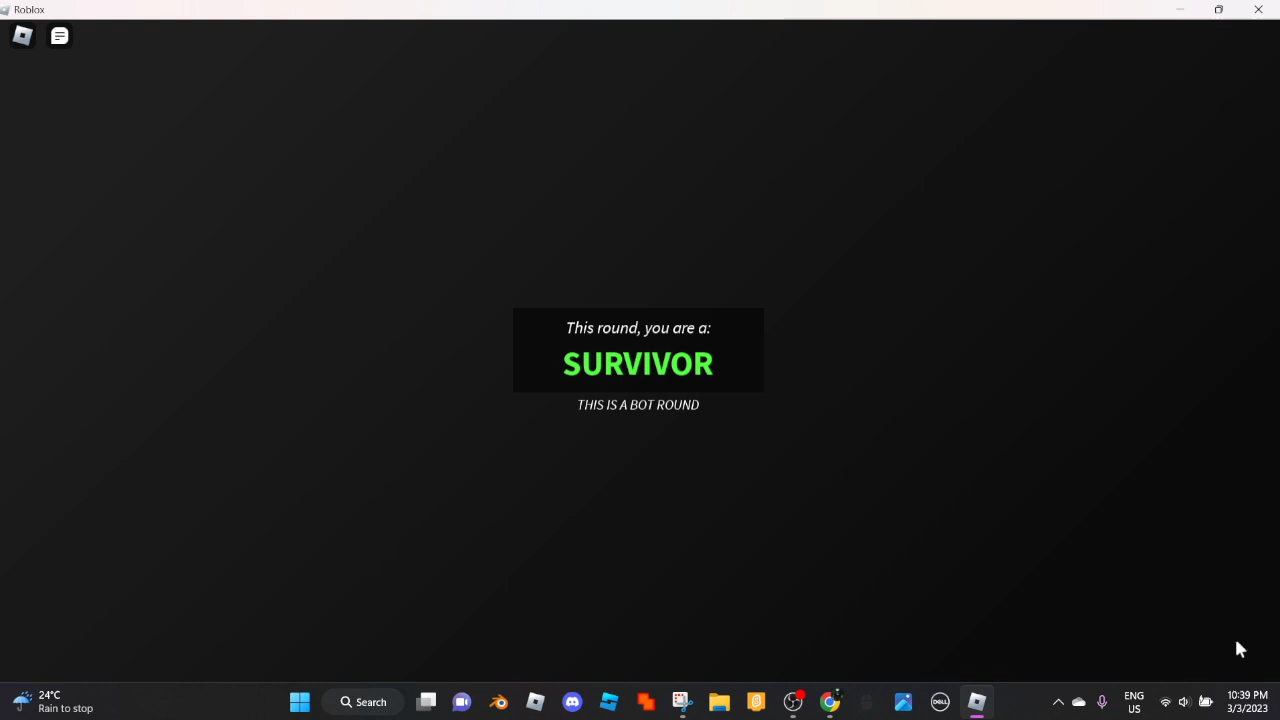 Roblox
This round, you are a:
SURVIVOR
THIS IS A BOT ROUND
24°C
Rain to stop
Search
DELL
ENG
US
10:39 PM
3/3/2023